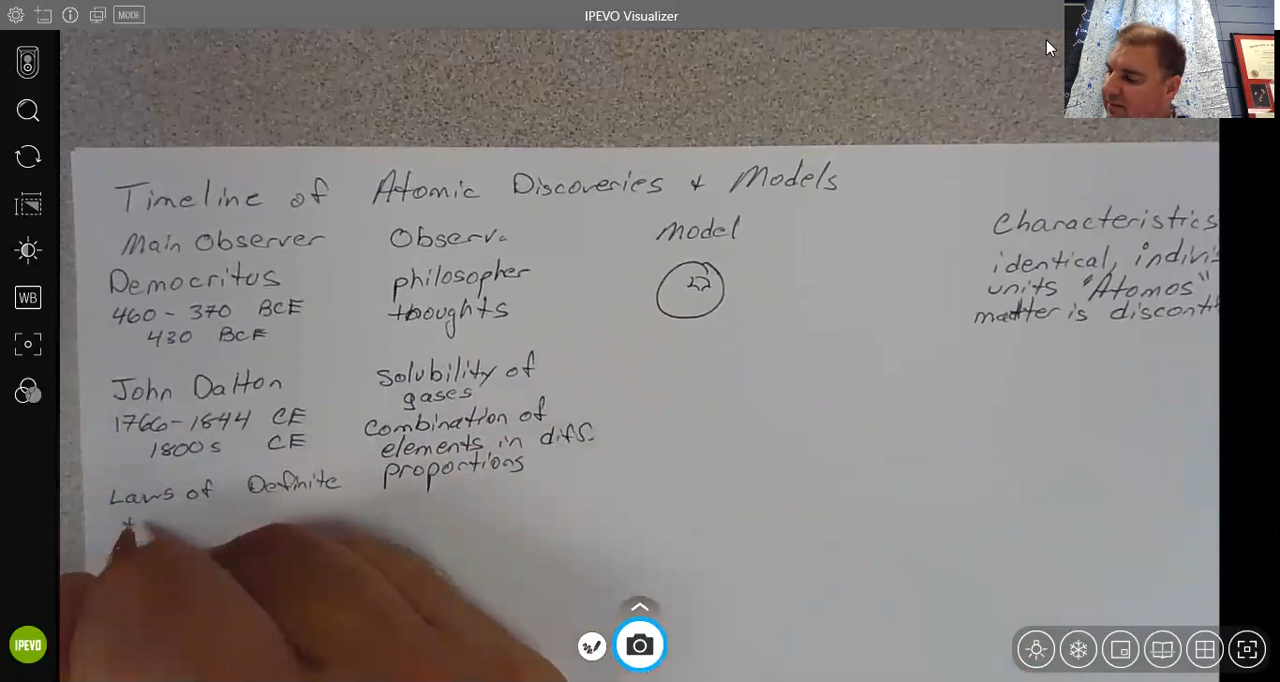 MODE
IPEVO Visualizer
WB
IPEVO
Timeline of Atomic Discoveries + Models
Main Observer
Observ.
Model
Characteristics
Democritus
460 - 370 BCE
430 BCE
philosopher
thoughts
identical, indivis
units "Atomos"
matter is discont
John Dalton
1766-1844 CE
1800s CE
solubility of
gases
combination of
elements in diff.
proportions
Laws of Definite
+